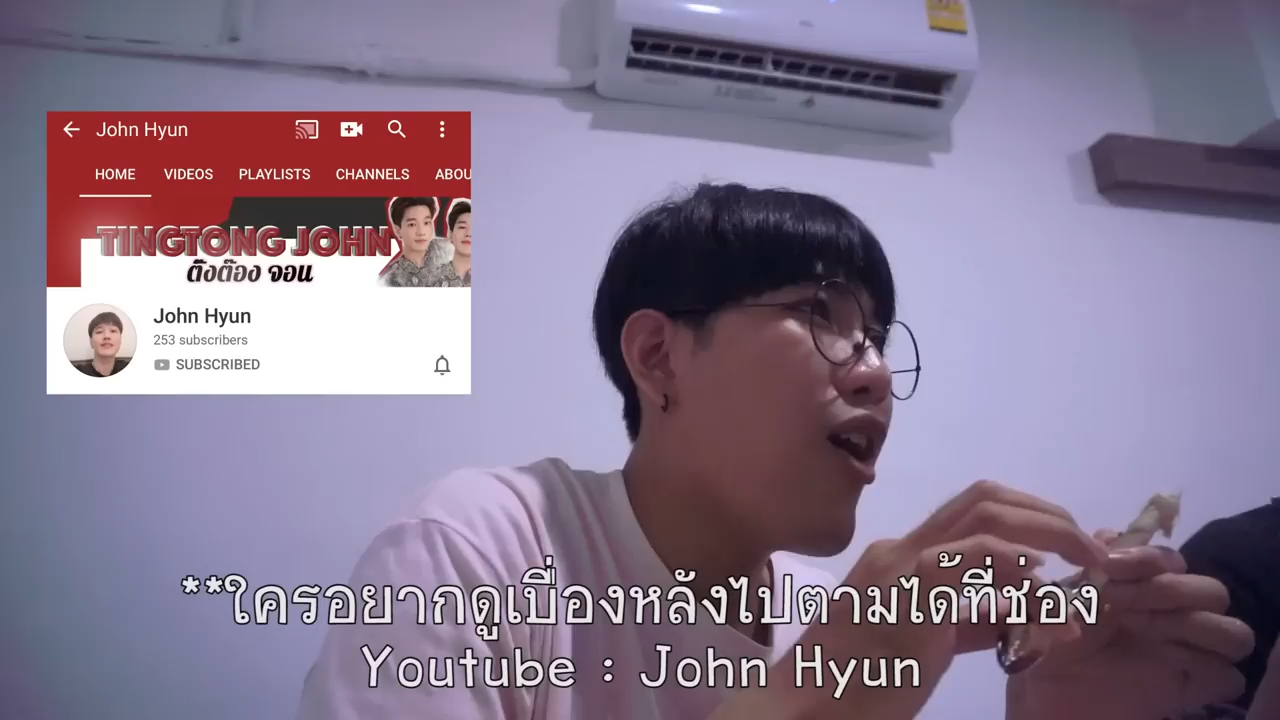 John Hyun
HOME VIDEOS PLAYLISTS CHANNELS ABOU
TINGTONG JOHN
ติงต๊อง จอน
John Hyun
253 subscribers
SUBSCRIBED
**ใครอยากดูเบื่องหลังไปตามได้ที่ช่อง
Youtube : John Hyun